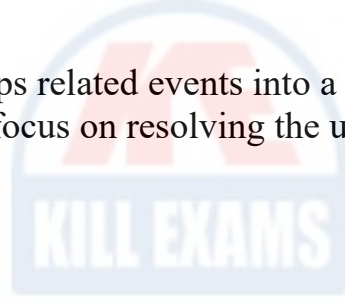 ps related events into a
focus on resolving the u
KILL EXAMS